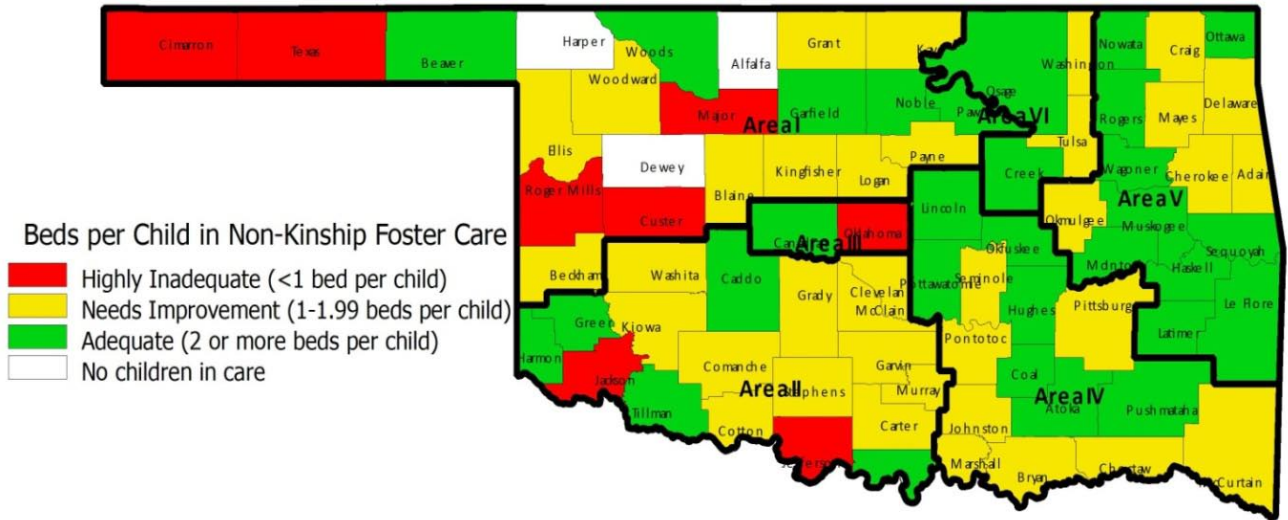 Cimarron
Texas
Beaver
Harper
Woods
Alfalfa
Grant
Woodward
Major
Area I
Garfield
Noble
Osage
Area VI
Washington
Nowata
Craig
Ottawa
Rogers
Mayes
Delaware
Ellis
Dewey
Blaine
Kingfisher
Logan
Payne
Creek
Tulsa
Wagoner
Cherokee
Adair
Area V
Roger Mills
Custer
Oklahoma
Area III
Lincoln
Okmulgee
Muskogee
Sequoyah
Beds per Child in Non-Kinship Foster Care
Highly Inadequate (<1 bed per child)
Needs Improvement (1-1.99 beds per child)
Adequate (2 or more beds per child)
No children in care
Beckham
Washita
Caddo
Grady
Clevelan
McClain
Pottawatomie
Seminole
Okfuskee
Hughes
Haskell
Pittsburg
Le Flore
Latimer
Green
Kiowa
Harmon
Jackson
Tillman
Comanche
Area II
Stephens
Garvin
Murray
Carter
Cotton
Pontotoc
Coal
Atoka
Area IV
Pushmataha
Johnston
Marshall
Bryan